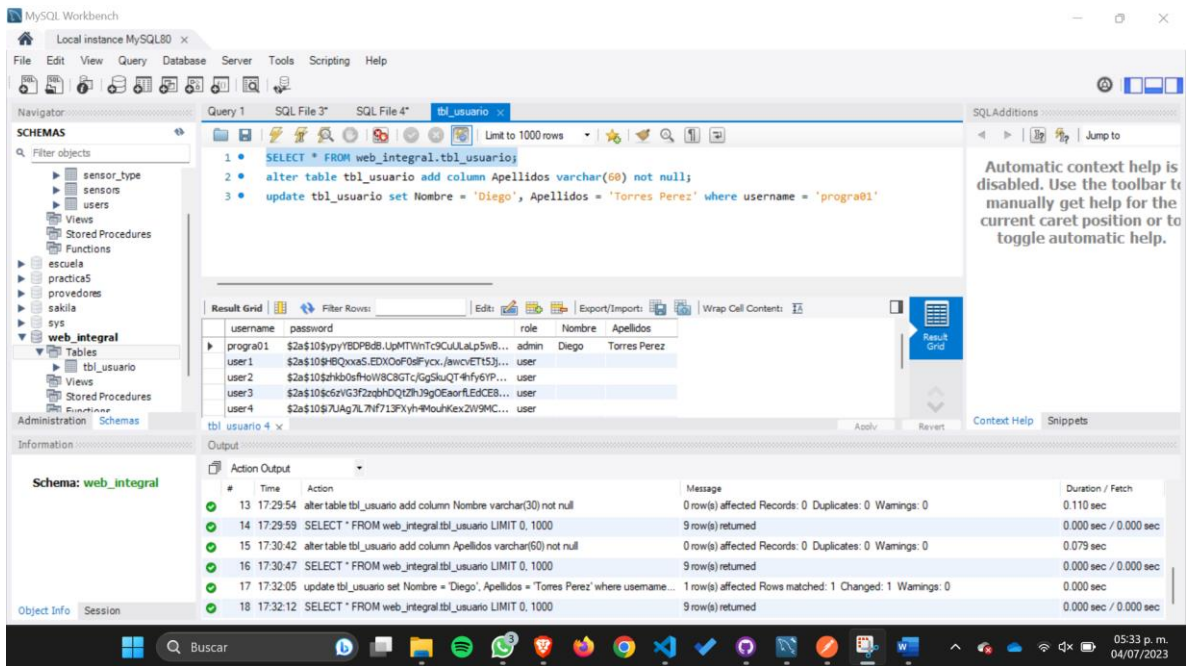 MySQL Workbench
Local instance MySQL80
File Edit View Query Database Server Tools Scripting Help
Navigator
SCHEMAS
Filter objects
sensor_type
sensors
users
Views
Stored Procedures
Functions
escuela
practica5
provedores
sakila
sys
web_integral
Tables
tbl_usuario
Views
Stored Procedures
Functions
Administration Schemas
Information
Schema: web_integral
Object Info Session
Query 1 SQL File 3* SQL File 4* tbl_usuario
Limit to 1000 rows
1 SELECT * FROM web_integral.tbl_usuario;
2 alter table tbl_usuario add column Apellidos varchar(60) not null;
3 update tbl_usuario set Nombre = 'Diego', Apellidos = 'Torres Perez' where username = 'progra01'
Result Grid Filter Rows: Edit: Export/Import: Wrap Cell Content:
username password role Nombre Apellidos
progra01 admin Diego Torres Perez
user1 user
user2 user
user3 user
user4 user
Result Grid
tbl_usuario 4 Apply Revert
SQLAdditions
Jump to
Automatic context help is
disabled. Use the toolbar to
manually get help for the
current caret position or to
toggle automatic help.
Context Help Snippets
Output
Action Output
# Time Action Message Duration / Fetch
13 17:29:54 alter table tbl_usuario add column Nombre varchar(30) not null 0 row(s) affected Records: 0 Duplicates: 0 Warnings: 0 0.110 sec
14 17:29:59 SELECT * FROM web_integral.tbl_usuario LIMIT 0, 1000 9 row(s) returned 0.000 sec / 0.000 sec
15 17:30:42 alter table tbl_usuario add column Apellidos varchar(60) not null 0 row(s) affected Records: 0 Duplicates: 0 Warnings: 0 0.079 sec
16 17:30:47 SELECT * FROM web_integral.tbl_usuario LIMIT 0, 1000 9 row(s) returned 0.000 sec / 0.000 sec
17 17:32:05 update tbl_usuario set Nombre = 'Diego', Apellidos = 'Torres Perez' where username... 1 row(s) affected Rows matched: 1 Changed: 1 Warnings: 0 0.000 sec
18 17:32:12 SELECT * FROM web_integral.tbl_usuario LIMIT 0, 1000 9 row(s) returned 0.000 sec / 0.000 sec
Buscar
3
05:33 p. m.
04/07/2023